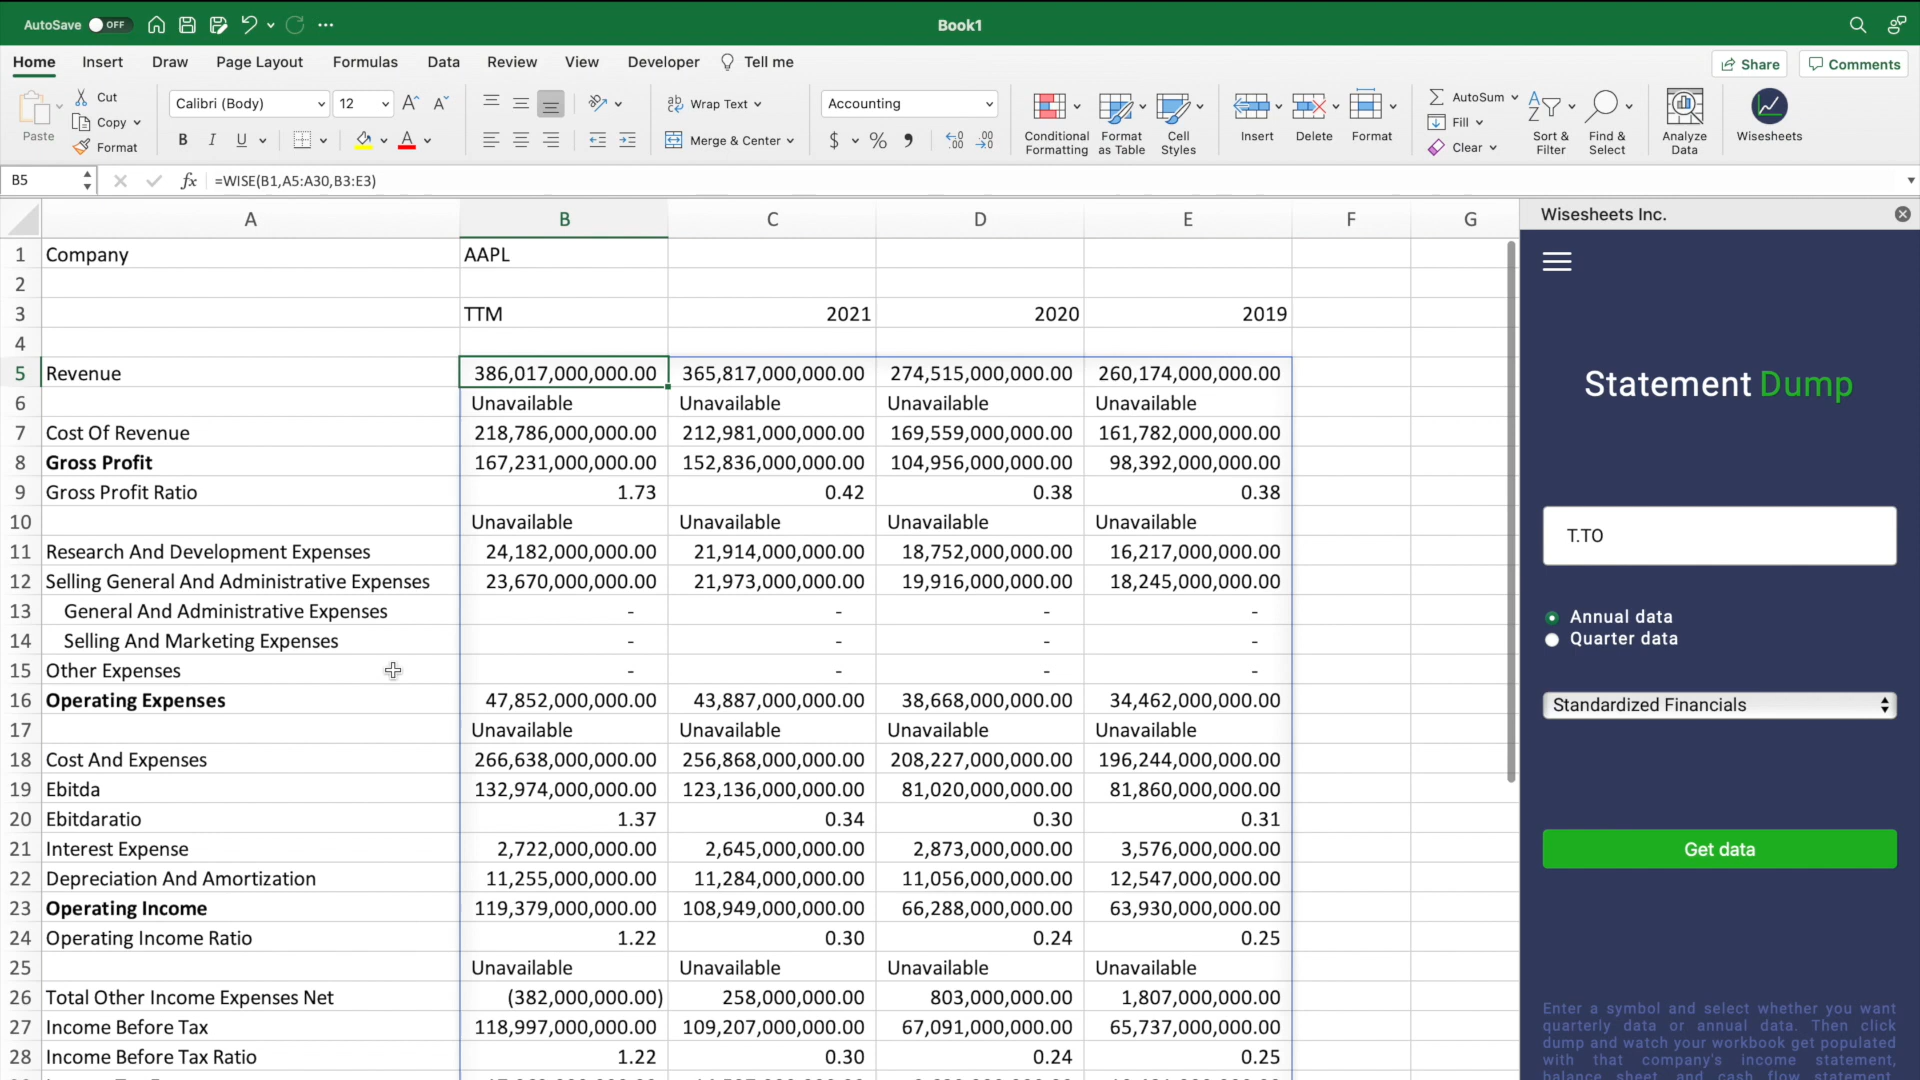 AutoSave OFF Book1
Home Insert Draw Page Layout Formulas Data Review View Developer Tell me Share Comments
Paste Cut Copy Format
Calibri (Body) 12
B I U A
Wrap Text
Merge & Center
Accounting
$ %
Conditional Formatting Format as Table Cell Styles
Insert Delete Format
AutoSum Fill Clear
Sort & Filter Find & Select
Analyze Data
Wisesheets
B5 fx =WISE(B1,A5:A30,B3:E3)
A B C D E F G
1 Company AAPL
2
3 TTM 2021 2020 2019
4
5 Revenue 386,017,000,000.00 365,817,000,000.00 274,515,000,000.00 260,174,000,000.00
6 Unavailable Unavailable Unavailable Unavailable
7 Cost Of Revenue 218,786,000,000.00 212,981,000,000.00 169,559,000,000.00 161,782,000,000.00
8 Gross Profit 167,231,000,000.00 152,836,000,000.00 104,956,000,000.00 98,392,000,000.00
9 Gross Profit Ratio 1.73 0.42 0.38 0.38
10 Unavailable Unavailable Unavailable Unavailable
11 Research And Development Expenses 24,182,000,000.00 21,914,000,000.00 18,752,000,000.00 16,217,000,000.00
12 Selling General And Administrative Expenses 23,670,000,000.00 21,973,000,000.00 19,916,000,000.00 18,245,000,000.00
13 General And Administrative Expenses - - - -
14 Selling And Marketing Expenses - - - -
15 Other Expenses - - - -
16 Operating Expenses 47,852,000,000.00 43,887,000,000.00 38,668,000,000.00 34,462,000,000.00
17 Unavailable Unavailable Unavailable Unavailable
18 Cost And Expenses 266,638,000,000.00 256,868,000,000.00 208,227,000,000.00 196,244,000,000.00
19 Ebitda 132,974,000,000.00 123,136,000,000.00 81,020,000,000.00 81,860,000,000.00
20 Ebitdaratio 1.37 0.34 0.30 0.31
21 Interest Expense 2,722,000,000.00 2,645,000,000.00 2,873,000,000.00 3,576,000,000.00
22 Depreciation And Amortization 11,255,000,000.00 11,284,000,000.00 11,056,000,000.00 12,547,000,000.00
23 Operating Income 119,379,000,000.00 108,949,000,000.00 66,288,000,000.00 63,930,000,000.00
24 Operating Income Ratio 1.22 0.30 0.24 0.25
25 Unavailable Unavailable Unavailable Unavailable
26 Total Other Income Expenses Net (382,000,000.00) 258,000,000.00 803,000,000.00 1,807,000,000.00
27 Income Before Tax 118,997,000,000.00 109,207,000,000.00 67,091,000,000.00 65,737,000,000.00
28 Income Before Tax Ratio 1.22 0.30 0.24 0.25
Wisesheets Inc.
Statement Dump
T.TO
Annual data
Quarter data
Standardized Financials
Get data
Enter a symbol and select whether you want
quarterly data or annual data. Then click
dump and watch your workbook get populated
with that company's income statement,
balance sheet, and cash flow statement